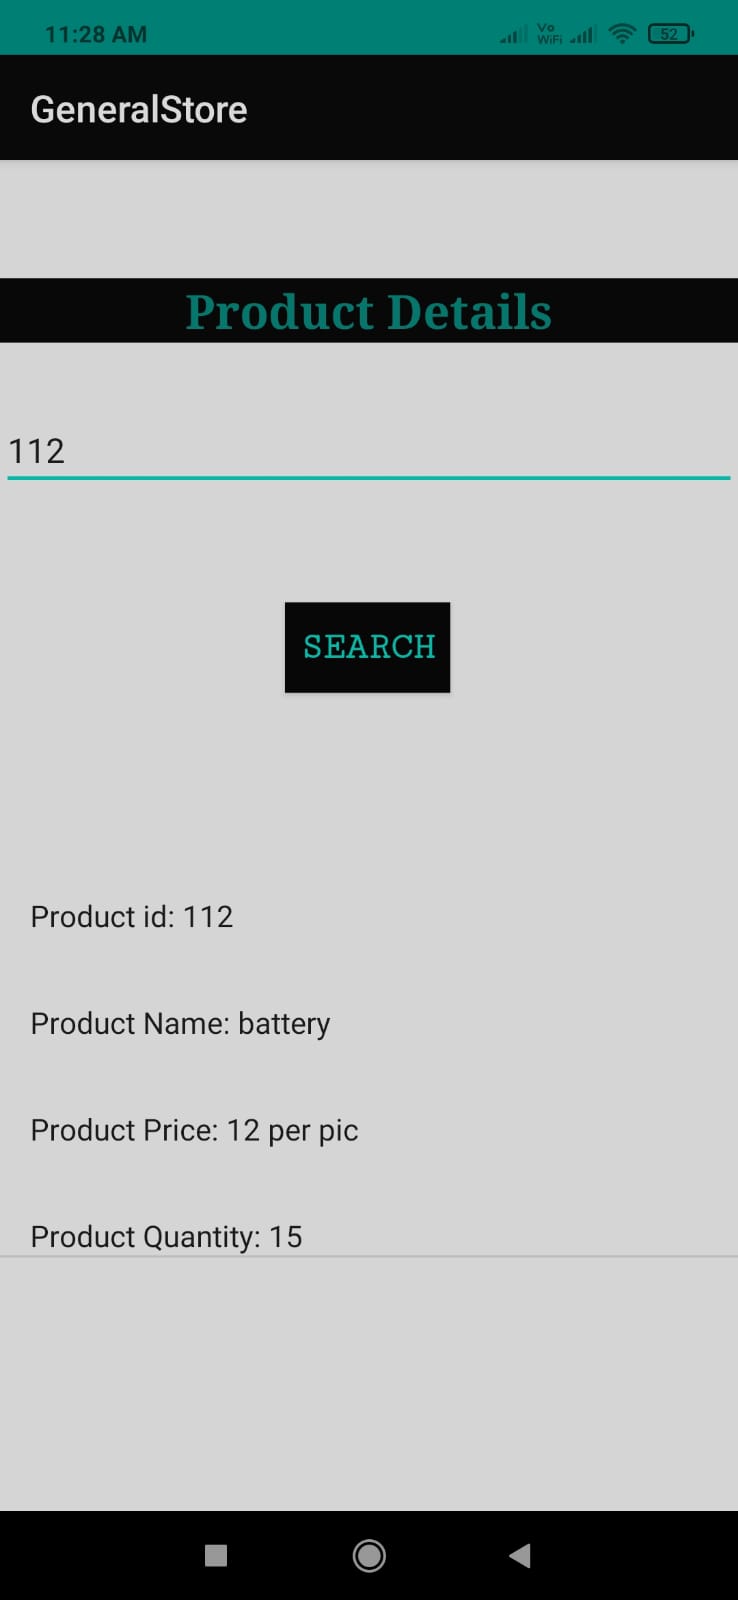 11:28 AM
Vo
WiFi
52
GeneralStore
Product Details
112
SEARCH
Product id: 112
Product Name: battery
Product Price: 12 per pic
Product Quantity: 15